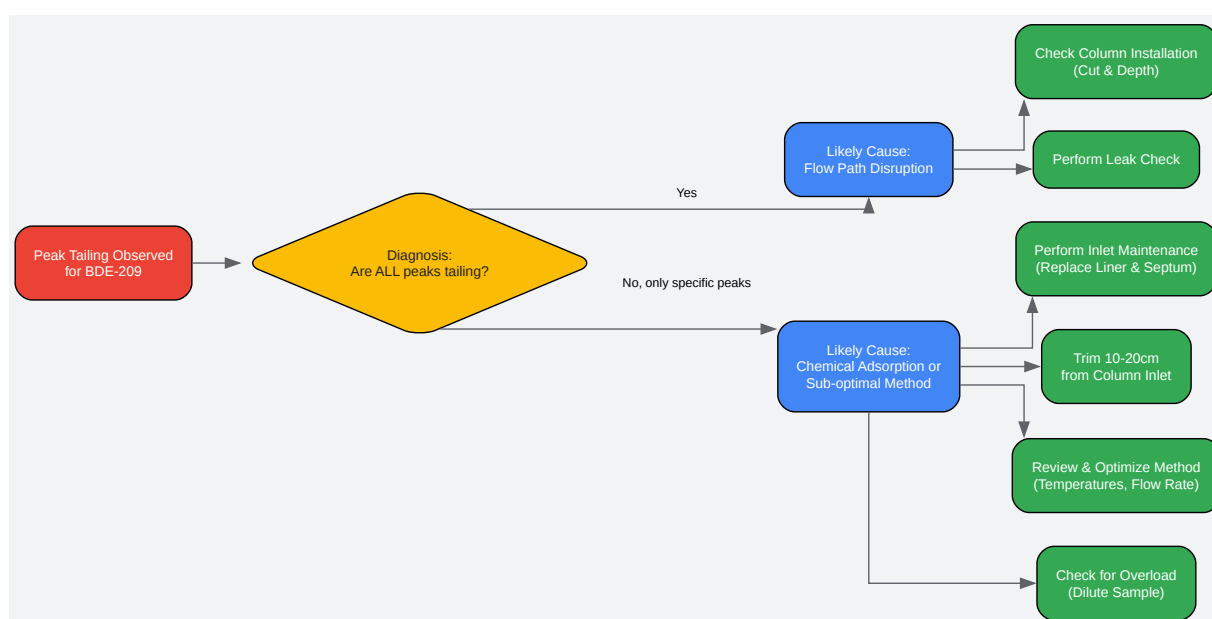 Peak Tailing Observed
for BDE-209
Diagnosis:
Are ALL peaks tailing?
Yes
No, only specific peaks
Likely Cause:
Flow Path Disruption
Likely Cause:
Chemical Adsorption or
Sub-optimal Method
Check Column Installation
(Cut & Depth)
Perform Leak Check
Perform Inlet Maintenance
(Replace Liner & Septum)
Trim 10-20cm
from Column Inlet
Review & Optimize Method
(Temperatures, Flow Rate)
Check for Overload
(Dilute Sample)